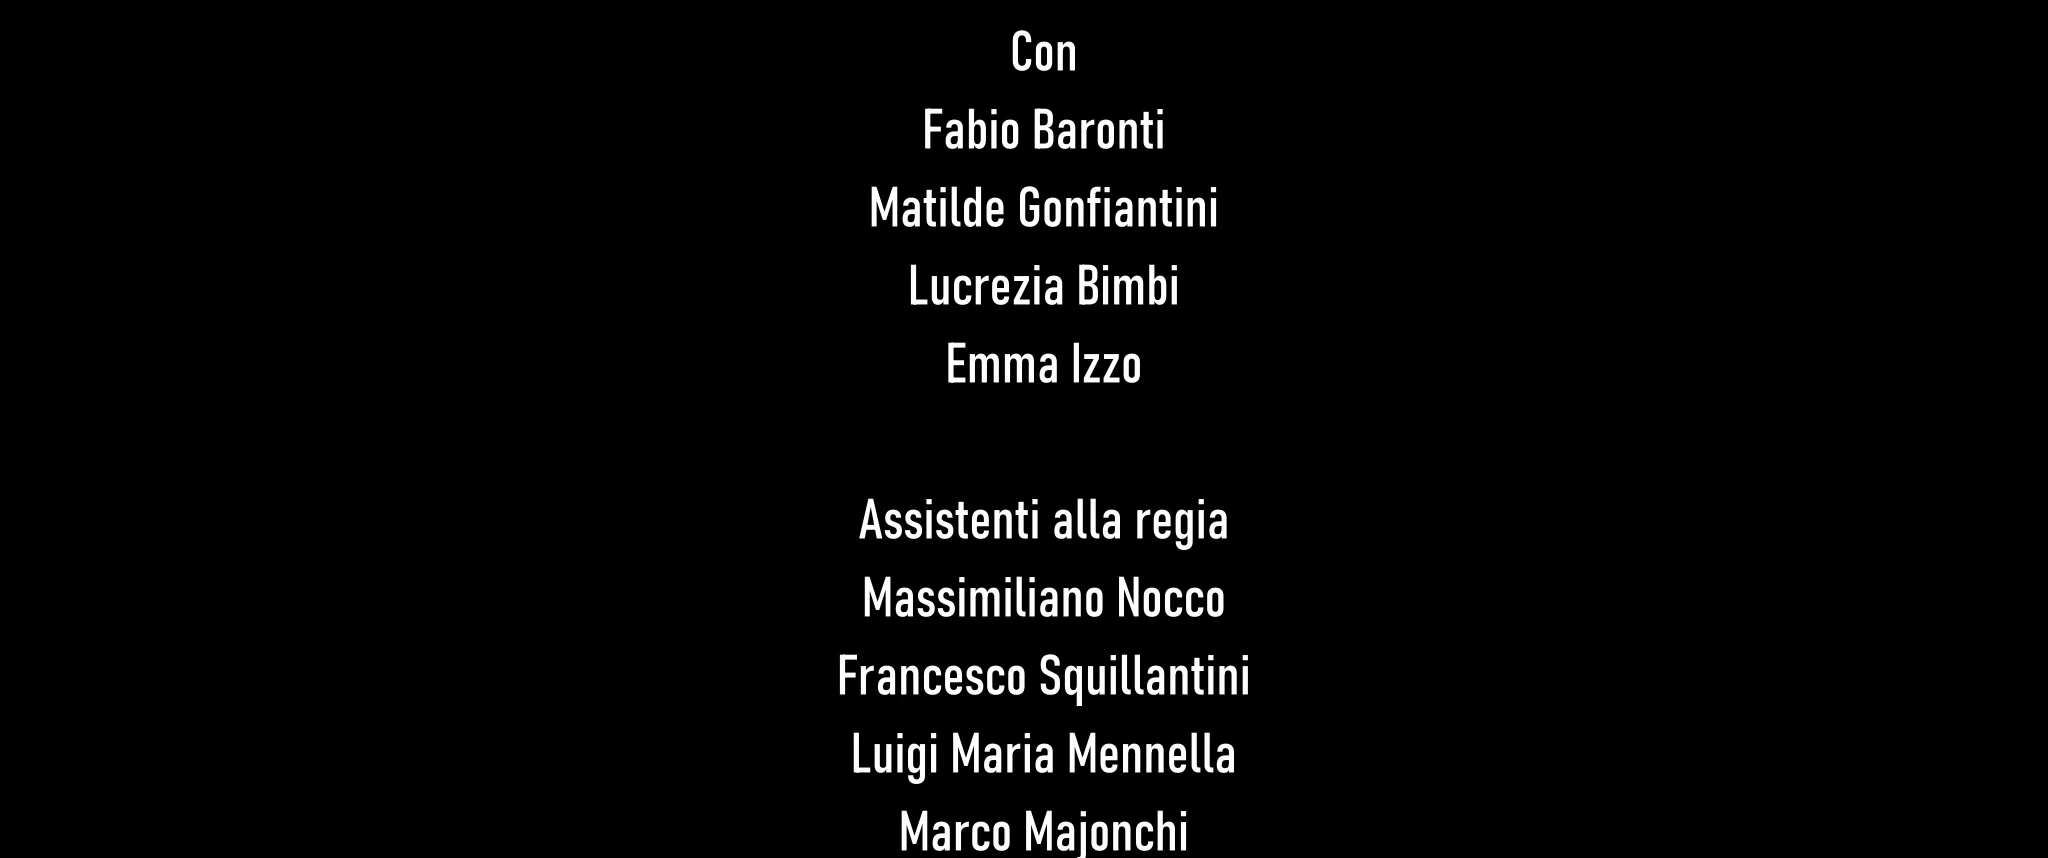 Con
Fabio Baronti
Matilde Gonfiantini
Lucrezia Bimbi
Emma Izzo
Assistenti alla regia
Massimiliano Nocco
Francesco Squillantini
Luigi Maria Mennella
Marco Majonchi